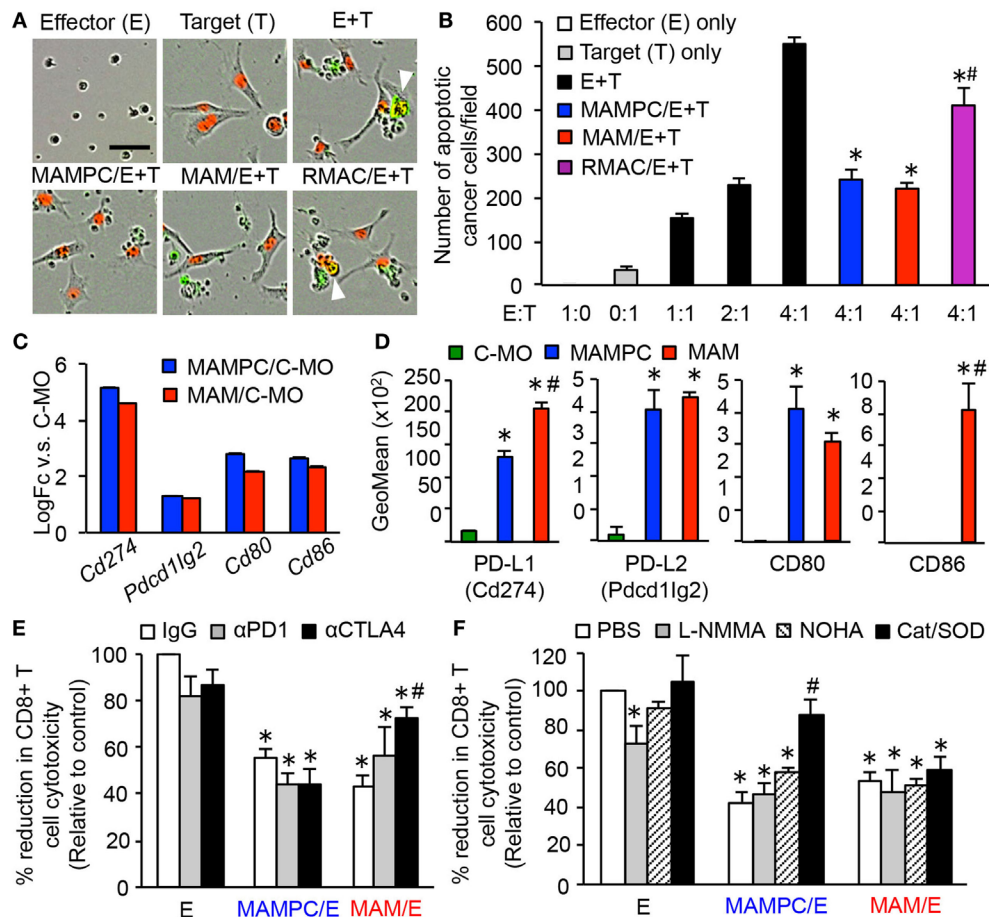 A
Effector (E) Target (T) E+T
MAMPC/E+T MAM/E+T RMAC/E+T
B
Number of apoptotic
cancer cells/field
600
500
400
300
200
100
0
Effector (E) only
Target (T) only
E+T
MAMPC/E+T
MAM/E+T
RMAC/E+T
* * *#
E:T 1:0 0:1 1:1 2:1 4:1 4:1 4:1 4:1
C
LogFc v.s. C-MO
6
4
2
0
MAMPC/C-MO
MAM/C-MO
Cd274 Pdcd1lg2 Cd80 Cd86
D
C-MO MAMPC MAM
GeoMean (x10²)
250
200
150
100
50
0
* *#
PD-L1
(Cd274)
5
4
3
2
1
0
* *
PD-L2
(Pdcd1lg2)
5
4
3
2
1
0
* *
CD80
10
8
6
4
2
0
*#
CD86
E
IgG αPD1 αCTLA4
% reduction in CD8+ T
cell cytotoxicity
(Relative to control)
100
80
60
40
20
0
* * * * * *#
E MAMPC/E MAM/E
F
PBS L-NMMA NOHA Cat/SOD
% reduction in CD8+ T
cell cytotoxicity
(Relative to control)
120
100
80
60
40
20
0
* * * * # * * * *
E MAMPC/E MAM/E